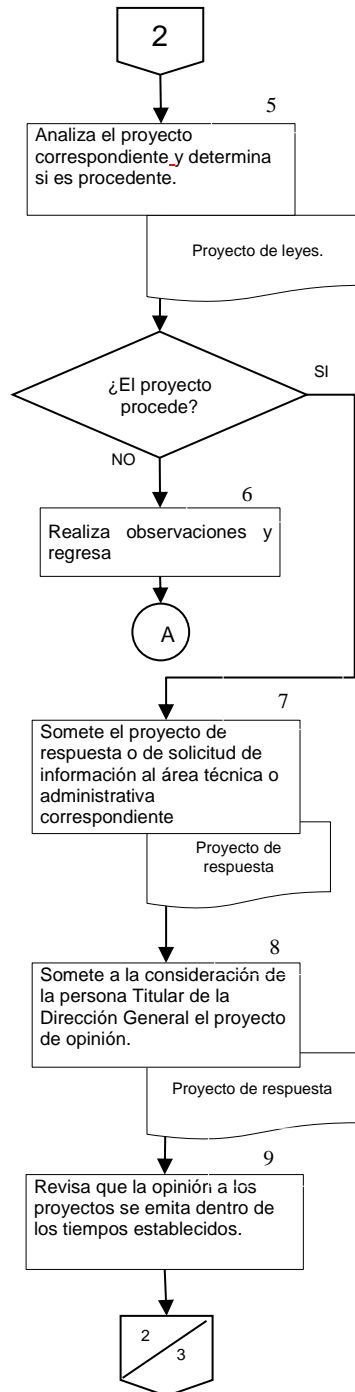 2
5
Analiza el proyecto
correspondiente y determina
si es procedente.
Proyecto de leyes.
¿El proyecto
procede?
SI
NO
6
Realiza observaciones y
regresa
A
7
Somete el proyecto de
respuesta o de solicitud de
información al área técnica o
administrativa
correspondiente
Proyecto de
respuesta
8
Somete a la consideración de
la persona Titular de la
Dirección General el proyecto
de opinión.
Proyecto de respuesta
9
Revisa que la opinión a los
proyectos se emita dentro de
los tiempos establecidos.
2
3